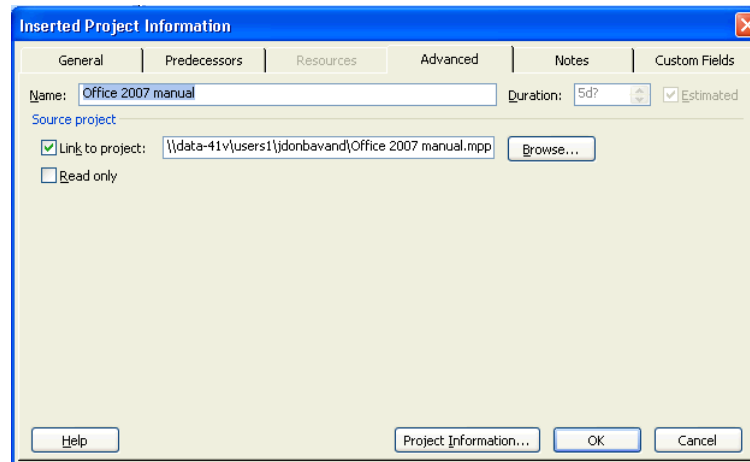 Inserted Project Information
General Predecessors Resources Advanced Notes Custom Fields
Name: Office 2007 manual Duration: 5d? Estimated
Source project
Link to project: \\data-41v\users1\jdonbavand\Office 2007 manual.mpp Browse...
Read only
Help Project Information... OK Cancel